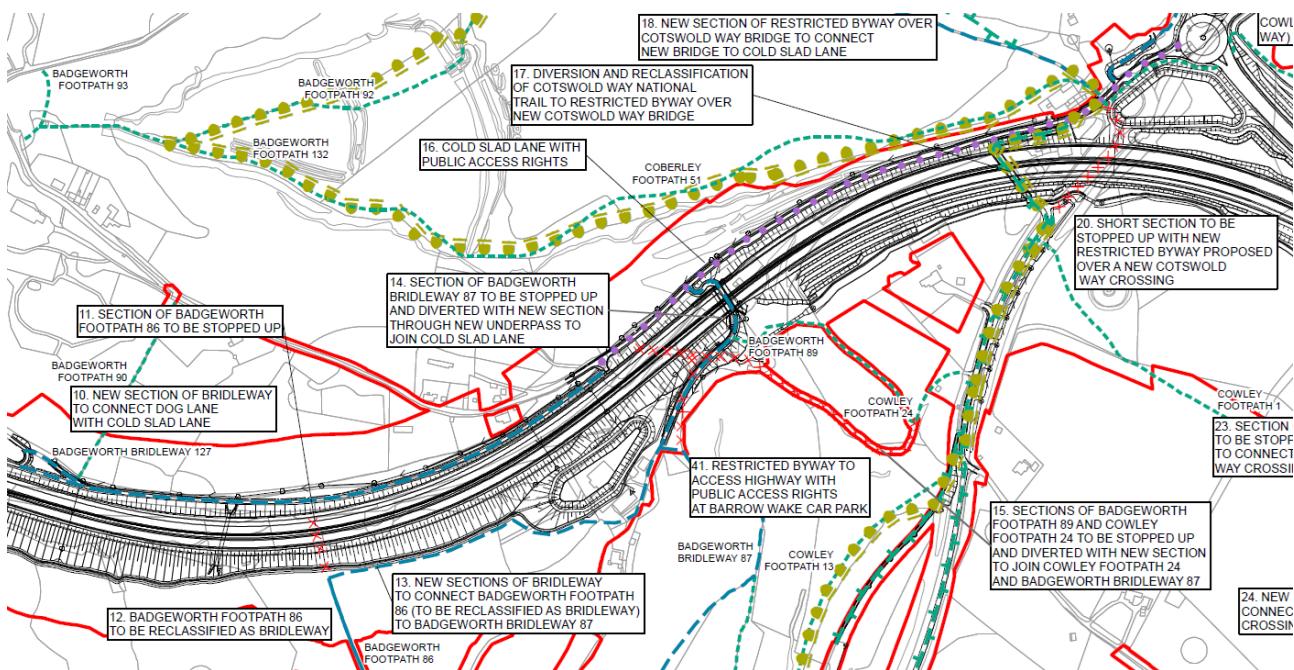 18. NEW SECTION OF RESTRICTED BYWAY OVER
COTSWOLD WAY BRIDGE TO CONNECT
NEW BRIDGE TO COLD SLAD LANE
COWL
WAY)
BADGEWORTH
FOOTPATH 93
BADGEWORTH
FOOTPATH 92
17. DIVERSION AND RECLASSIFICATION
OF COTSWOLD WAY NATIONAL
TRAIL TO RESTRICTED BYWAY OVER
NEW COTSWOLD WAY BRIDGE
BADGEWORTH
FOOTPATH 132
16. COLD SLAD LANE WITH
PUBLIC ACCESS RIGHTS
COBERLEY
FOOTPATH 51
20. SHORT SECTION TO BE
STOPPED UP WITH NEW
RESTRICTED BYWAY PROPOSED
OVER A NEW COTSWOLD
WAY CROSSING
14. SECTION OF BADGEWORTH
BRIDLEWAY 87 TO BE STOPPED UP
AND DIVERTED WITH NEW SECTION
THROUGH NEW UNDERPASS TO
JOIN COLD SLAD LANE
11. SECTION OF BADGEWORTH
FOOTPATH 86 TO BE STOPPED UP
BADGEWORTH
FOOTPATH 89
BADGEWORTH
FOOTPATH 90
10. NEW SECTION OF BRIDLEWAY
TO CONNECT DOG LANE
WITH COLD SLAD LANE
COWLEY
FOOTPATH 24
COWLEY
FOOTPATH 1
23. SECTION
TO BE STOPP
TO CONNECT
WAY CROSSIN
BADGEWORTH BRIDLEWAY 127
41. RESTRICTED BYWAY TO
ACCESS HIGHWAY WITH
PUBLIC ACCESS RIGHTS
AT BARROW WAKE CAR PARK
15. SECTIONS OF BADGEWORTH
FOOTPATH 89 AND COWLEY
FOOTPATH 24 TO BE STOPPED UP
AND DIVERTED WITH NEW SECTION
TO JOIN COWLEY FOOTPATH 24
AND BADGEWORTH BRIDLEWAY 87
BADGEWORTH
BRIDLEWAY 87
COWLEY
FOOTPATH 13
13. NEW SECTIONS OF BRIDLEWAY
TO CONNECT BADGEWORTH FOOTPATH
86 (TO BE RECLASSIFIED AS BRIDLEWAY)
TO BADGEWORTH BRIDLEWAY 87
12. BADGEWORTH FOOTPATH 86
TO BE RECLASSIFIED AS BRIDLEWAY
24. NEW
CONNEC
CROSSIN
BADGEWORTH
FOOTPATH 86